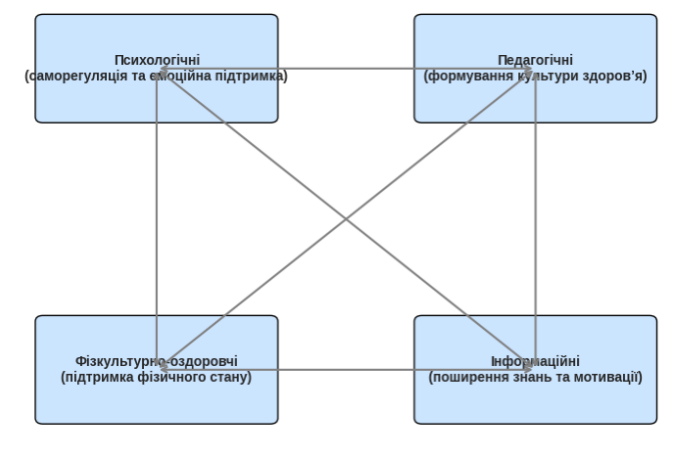 Психологічні
(саморегуляція та емоційна підтримка)
Педагогічні
(формування культури здоров’я)
Фізкультурно-оздоровчі
(підтримка фізичного стану)
Інформаційні
(поширення знань та мотивації)